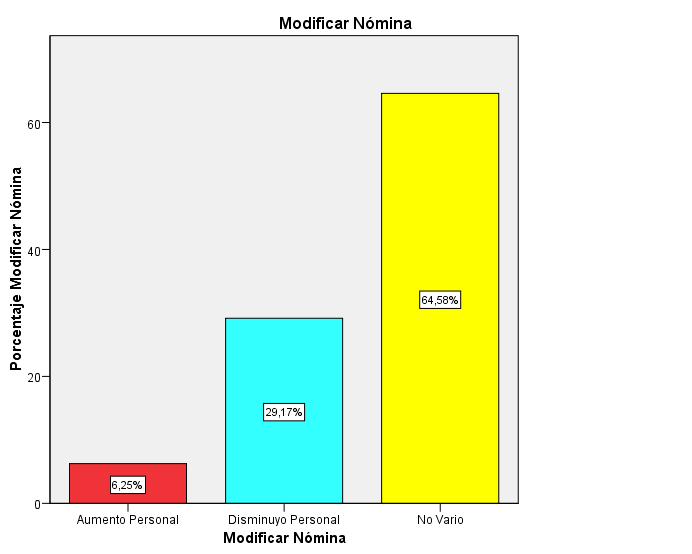 Modificar Nómina
Porcentaje Modificar Nómina
60
40
20
0
64,58%
29,17%
6,25%
Aumento Personal
Disminuyo Personal
No Vario
Modificar Nómina